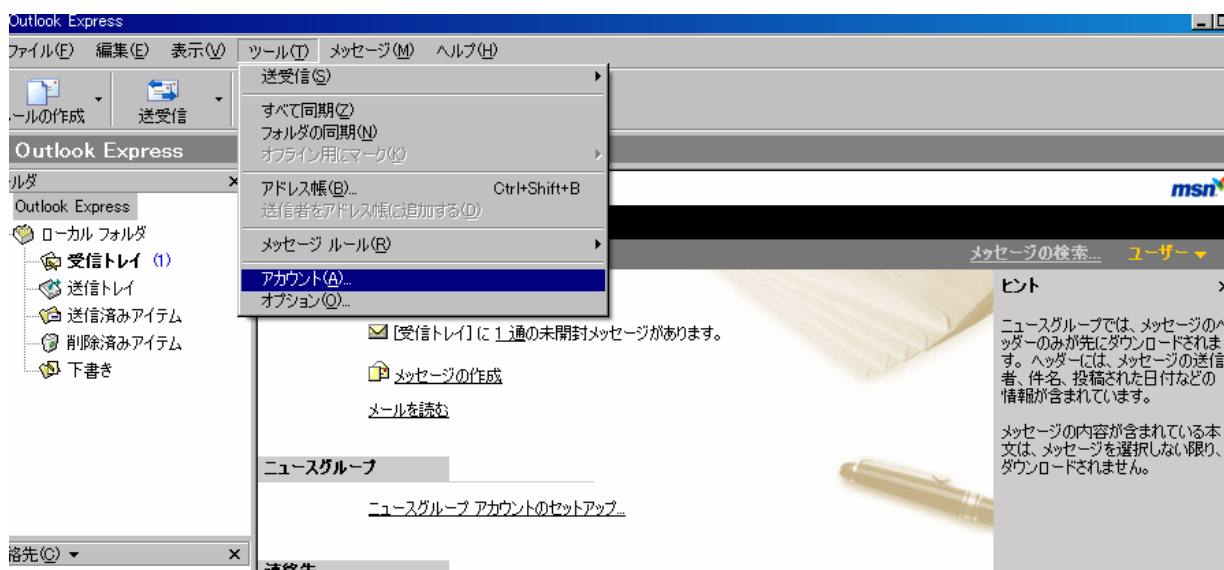 Outlook Express
ファイル(F) 編集(E) 表示(V) ツール(T) メッセージ(M) ヘルプ(H)
送受信(S)
すべて同期(Z)
フォルダの同期(N)
オフライン用にマーク(K)
アドレス帳(B)... Ctrl+Shift+B
送信者をアドレス帳に追加する(D)
メッセージ ルール(R)
アカウント(A)...
オプション(O)...
ールの作成 送受信
Outlook Express
ルダ ×
Outlook Express
ローカル フォルダ
受信トレイ (1)
送信トレイ
送信済みアイテム
削除済みアイテム
下書き
絡先(C) ×
msn
メッセージの検索... ユーザー
[受信トレイ] に 1 通の未開封メッセージがあります。
メッセージの作成
メールを読む
ニュースグループ
ニュースグループ アカウントのセットアップ...
連絡先
ヒント ×
ニュースグループでは、メッセージのヘ
ッダーのみが先にダウンロードされま
す。ヘッダーには、メッセージの送信
者、件名、投稿された日付などの
情報が含まれています。
メッセージの内容が含まれている本
文は、メッセージを選択しない限り、
ダウンロードされません。